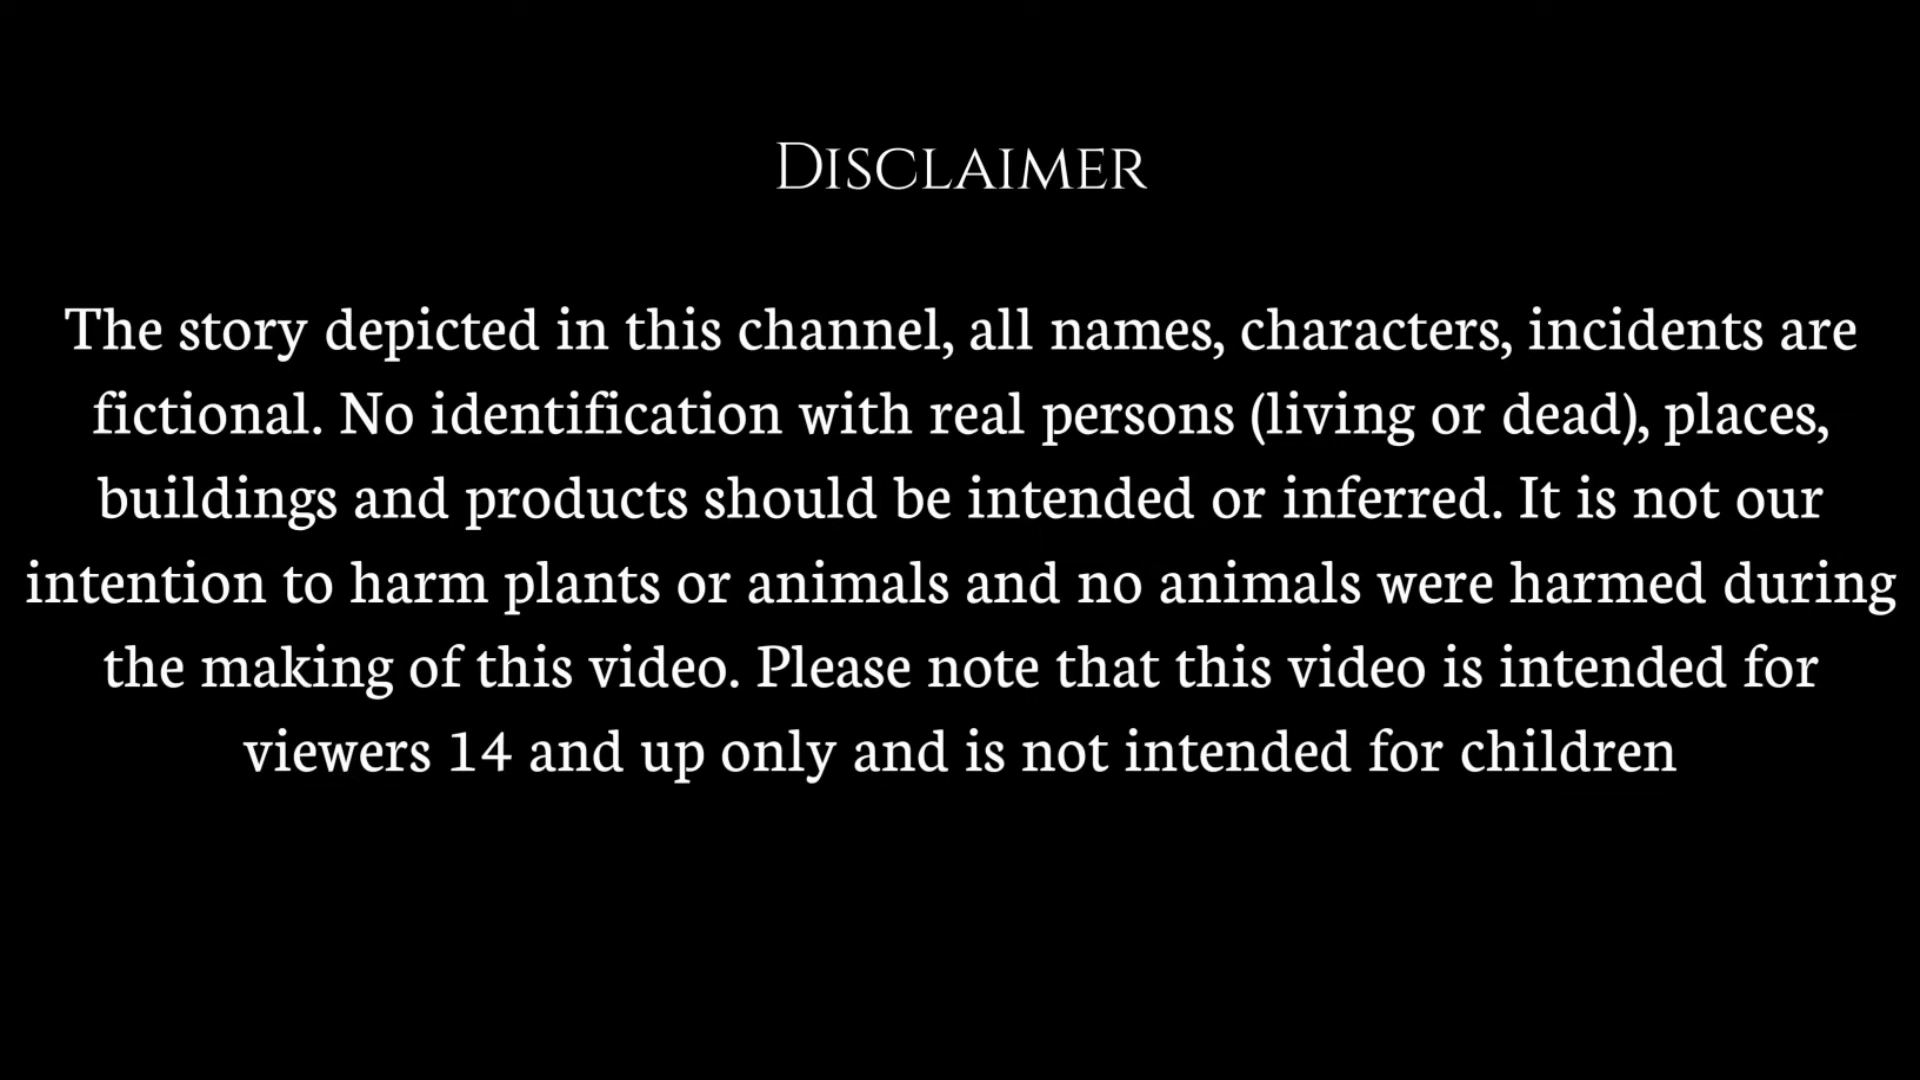 Disclaimer
The story depicted in this channel, all names, characters, incidents are
fictional. No identification with real persons (living or dead), places,
buildings and products should be intended or inferred. It is not our
intention to harm plants or animals and no animals were harmed during
the making of this video. Please note that this video is intended for
viewers 14 and up only and is not intended for children